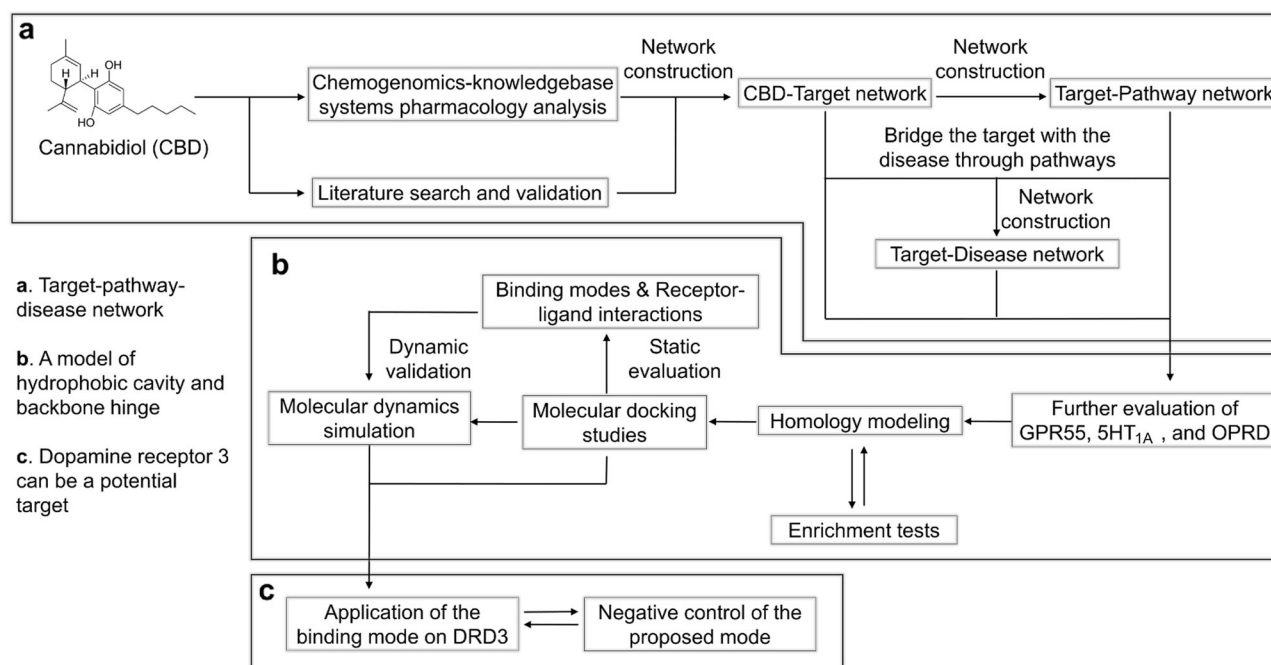 a
H
H
OH
HO
Cannabidiol (CBD)
Chemogenomics-knowledgebase
systems pharmacology analysis
Literature search and validation
Network
construction
CBD-Target network
Network
construction
Target-Pathway network
Bridge the target with the
disease through pathways
Network
construction
Target-Disease network
a. Target-pathway-
disease network
b. A model of
hydrophobic cavity and
backbone hinge
c. Dopamine receptor 3
can be a potential
target
b
Binding modes & Receptor-
ligand interactions
Dynamic
validation
Static
evaluation
Molecular dynamics
simulation
Molecular docking
studies
Homology modeling
Further evaluation of
GPR55, 5HT1A , and OPRD
Enrichment tests
c
Application of the
binding mode on DRD3
Negative control of the
proposed mode